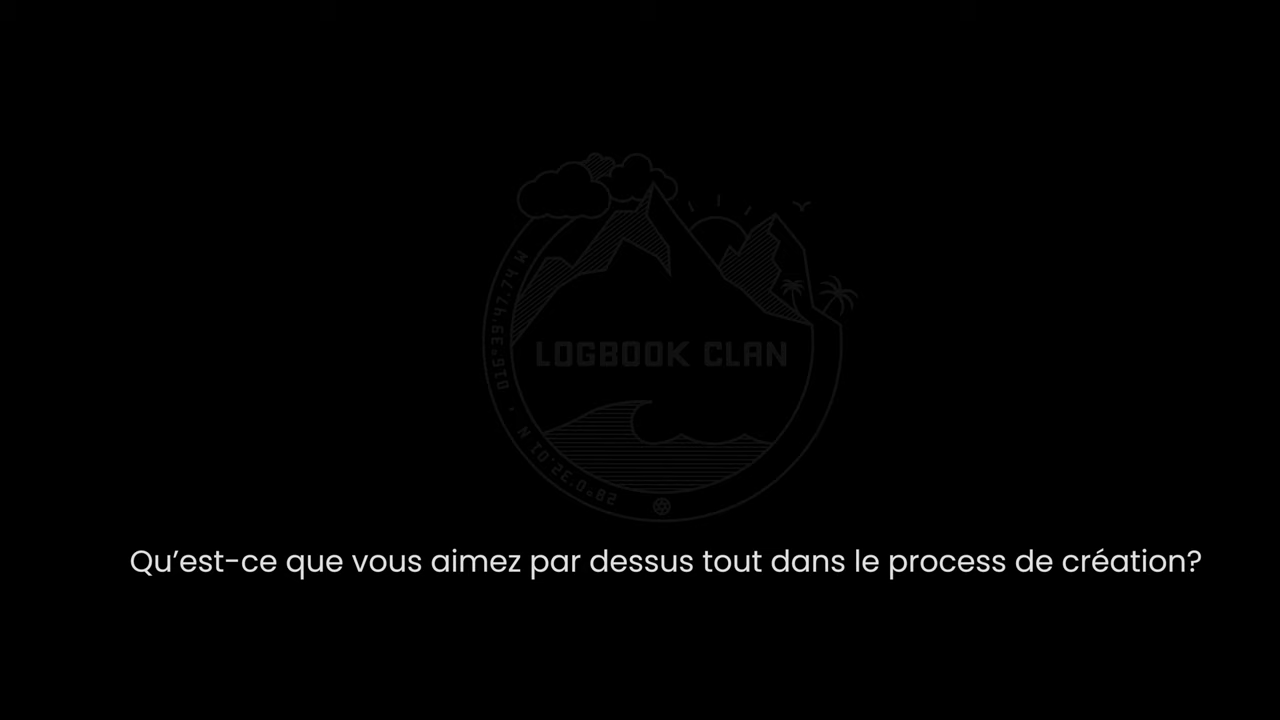 LOGBOOK CLAN
Qu’est-ce que vous aimez par dessus tout dans le process de création?